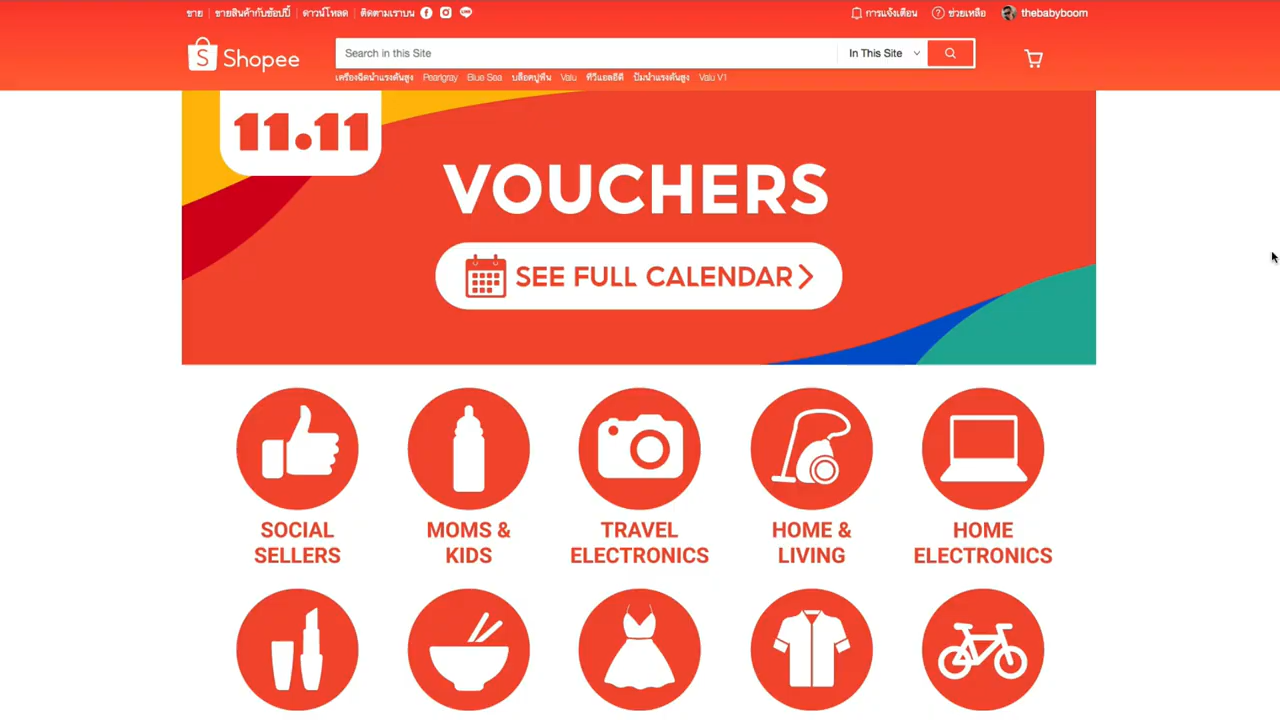 ขาย | ขายสินค้ากับช้อปปี้ | ดาวน์โหลด | ติดตามเราบน
การแจ้งเตือน
ช่วยเหลือ
thebabyboom
Shopee
Search in this Site
In This Site
เครื่องฉีดน้ำแรงดันสูง Pearlgray Blue Sea บล็อคปูพื้น Valu ทีวีแอลอีดี ปั๊มน้ำแรงดันสูง Valu V1
11.11
VOUCHERS
SEE FULL CALENDAR
SOCIAL
SELLERS
MOMS &
KIDS
TRAVEL
ELECTRONICS
HOME &
LIVING
HOME
ELECTRONICS